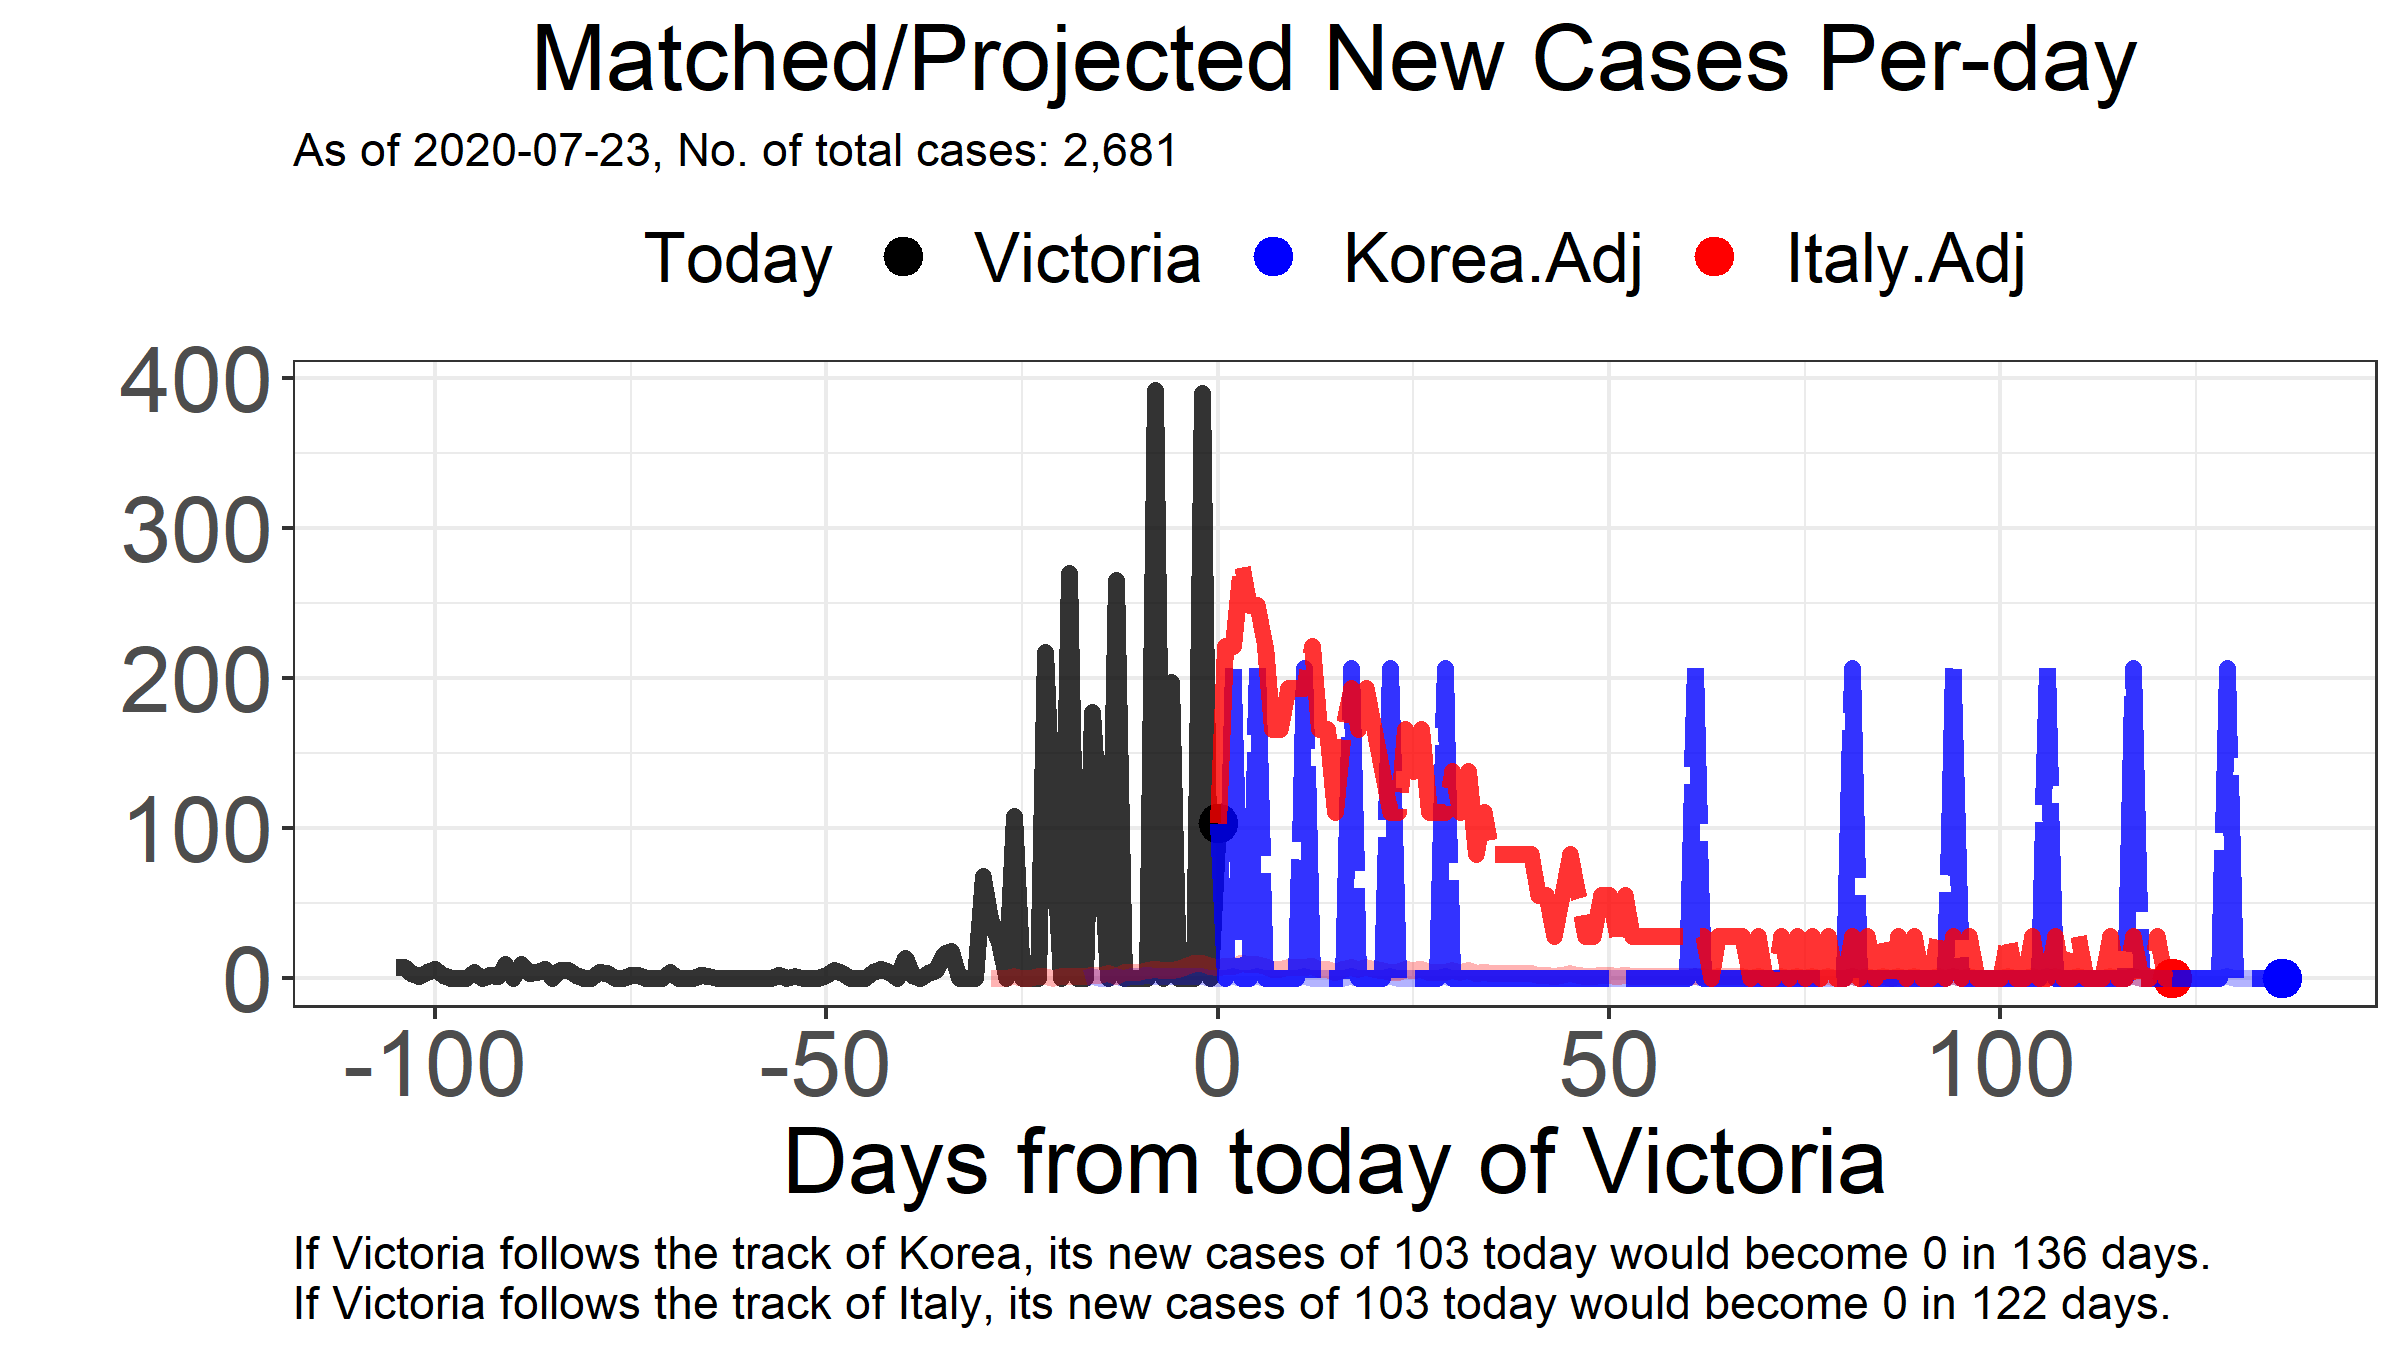 Matched/Projected New Cases Per-day
As of 2020-07-23, No. of total cases: 2,681
Today Victoria Korea.Adj Italy.Adj
400
300
200
100
0
-100 -50 0 50 100
Days from today of Victoria
If Victoria follows the track of Korea, its new cases of 103 today would become 0 in 136 days.
If Victoria follows the track of Italy, its new cases of 103 today would become 0 in 122 days.